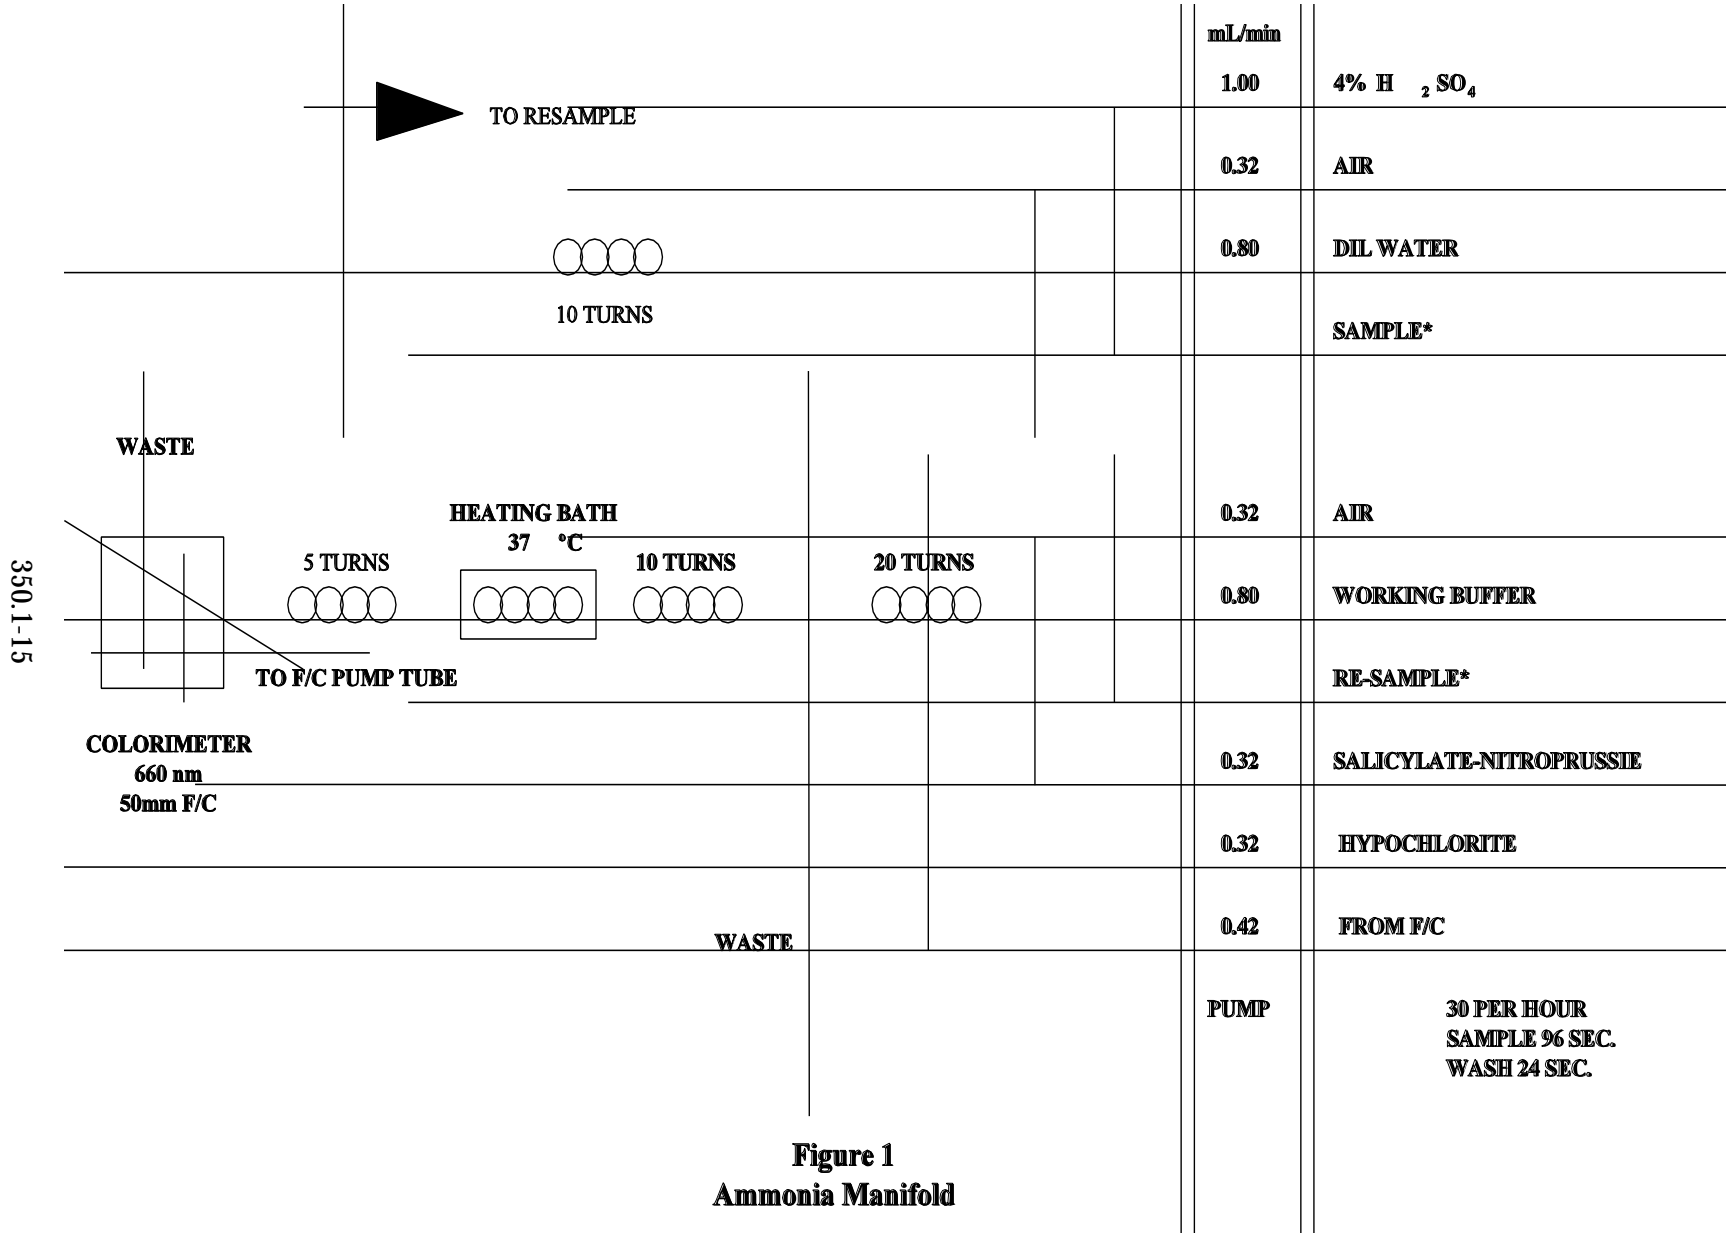 mL/min
1.00 4% H 2 SO4
TO RESAMPLE
0.32 AIR
0.80 DIL WATER
10 TURNS
SAMPLE*
WASTE
HEATING BATH
37 °C
0.32 AIR
5 TURNS
10 TURNS
20 TURNS
0.80 WORKING BUFFER
TO F/C PUMP TUBE
RE-SAMPLE*
COLORIMETER
660 nm
50mm F/C
0.32 SALICYLATE-NITROPRUSSIE
0.32 HYPOCHLORITE
0.42 FROM F/C
WASTE
PUMP
30 PER HOUR
SAMPLE 96 SEC.
WASH 24 SEC.
Figure 1
Ammonia Manifold
350.1-15